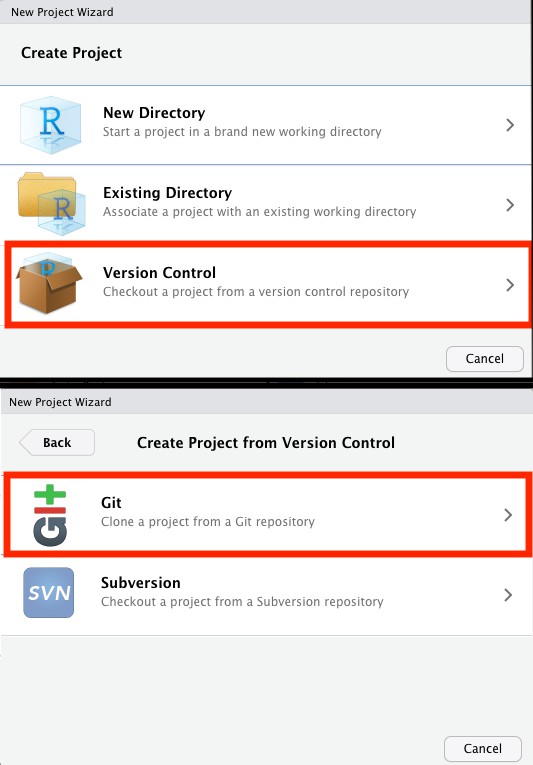 New Project Wizard
Create Project
R
New Directory
Start a project in a brand new working directory
R
Existing Directory
Associate a project with an existing working directory
R
Version Control
Checkout a project from a version control repository
Cancel
New Project Wizard
Back
Create Project from Version Control
Git
Git
Clone a project from a Git repository
SVN
Subversion
Checkout a project from a Subversion repository
Cancel